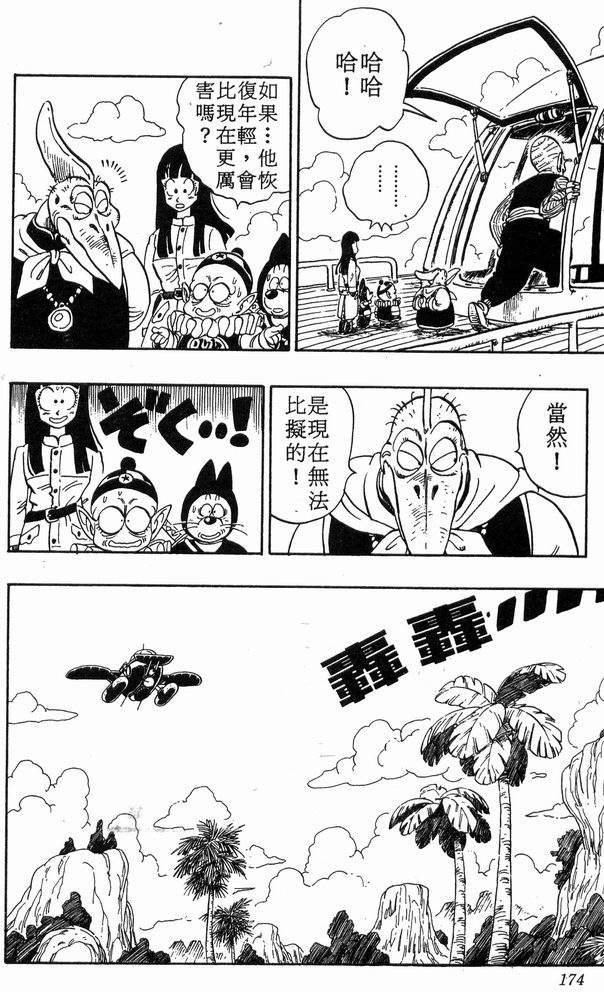 哈哈
哈！
……
……
如果…他恢
復年輕，會
比現在更厲
害嗎？
當然！
是現在無法
比擬的！
ぞく‥！
轟轟
174